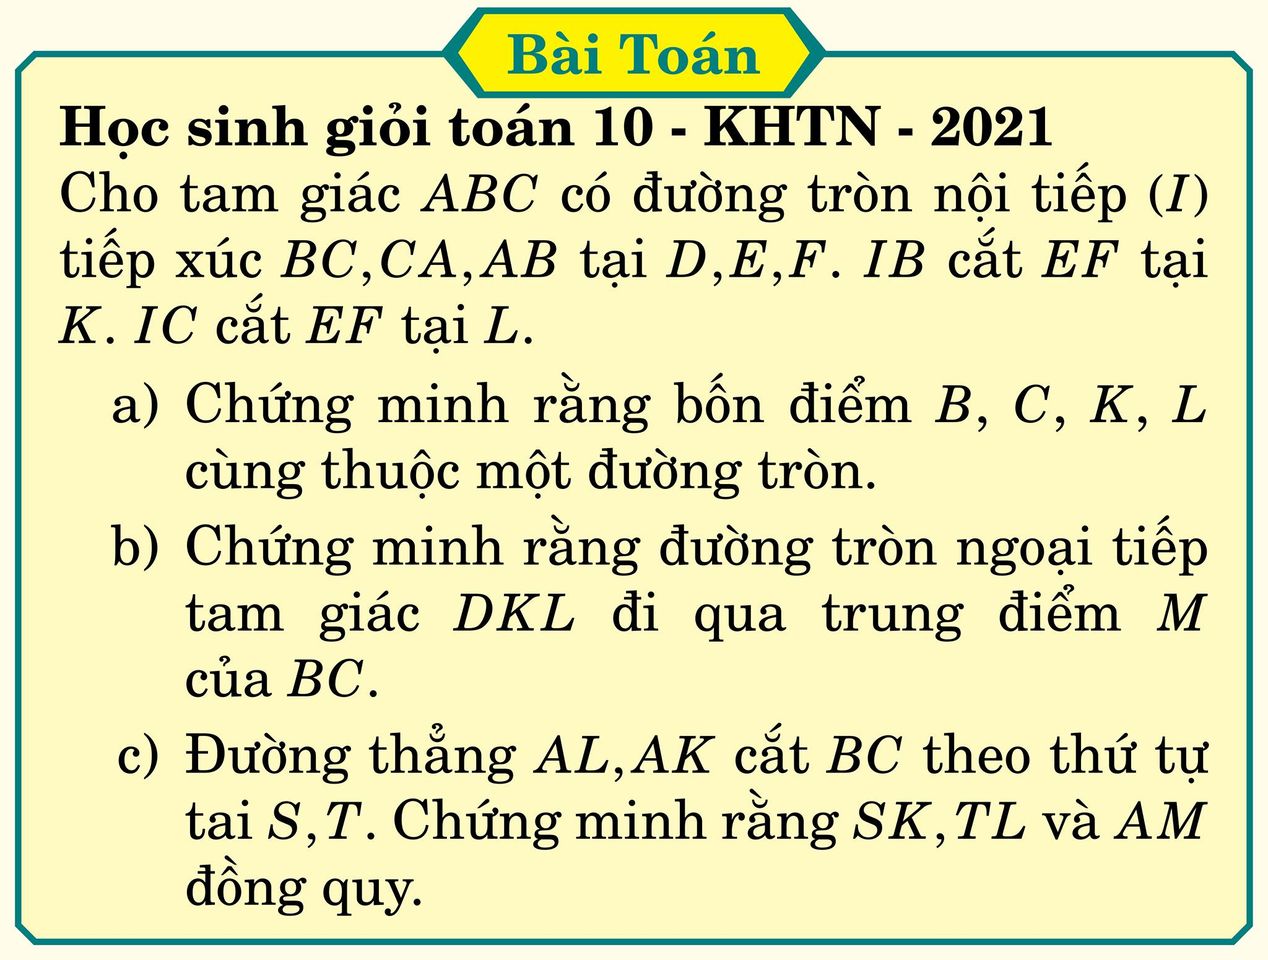 Bài Toán
Học sinh giỏi toán 10 - KHTN - 2021
Cho tam giác ABC có đường tròn nội tiếp (I)
tiếp xúc BC,CA,AB tại D,E,F. IB cắt EF tại
K. IC cắt EF tại L.
a) Chứng minh rằng bốn điểm B, C, K, L
cùng thuộc một đường tròn.
b) Chứng minh rằng đường tròn ngoại tiếp
tam giác DKL đi qua trung điểm M
của BC.
c) Đường thẳng AL,AK cắt BC theo thứ tự
tai S,T. Chứng minh rằng SK,TL và AM
đồng quy.